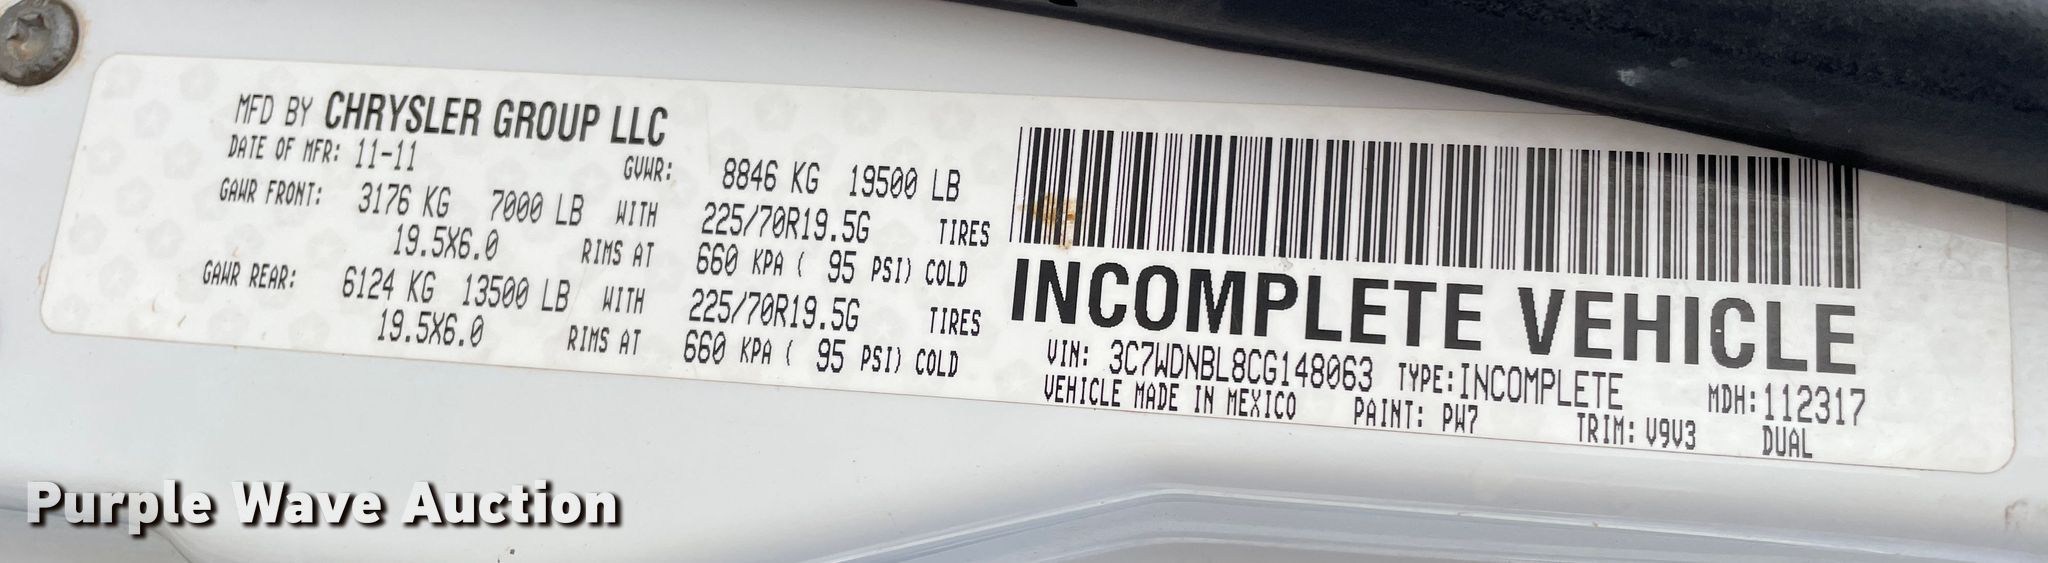 MFD BY CHRYSLER GROUP LLC
DATE OF MFR: 11-11 GVWR: 8846 KG 19500 LB
GAWR FRONT: 3176 KG 7000 LB WITH 225/70R19.5G TIRES
19.5X6.0 RIMS AT 660 KPA ( 95 PSI) COLD
GAWR REAR: 6124 KG 13500 LB WITH 225/70R19.5G TIRES
19.5X6.0 RIMS AT 660 KPA ( 95 PSI) COLD
INCOMPLETE VEHICLE
VIN: 3C7WDNBL8CG148063 TYPE:INCOMPLETE MDH:112317
VEHICLE MADE IN MEXICO PAINT: PW7 TRIM: V9V3 DUAL
Purple Wave Auction